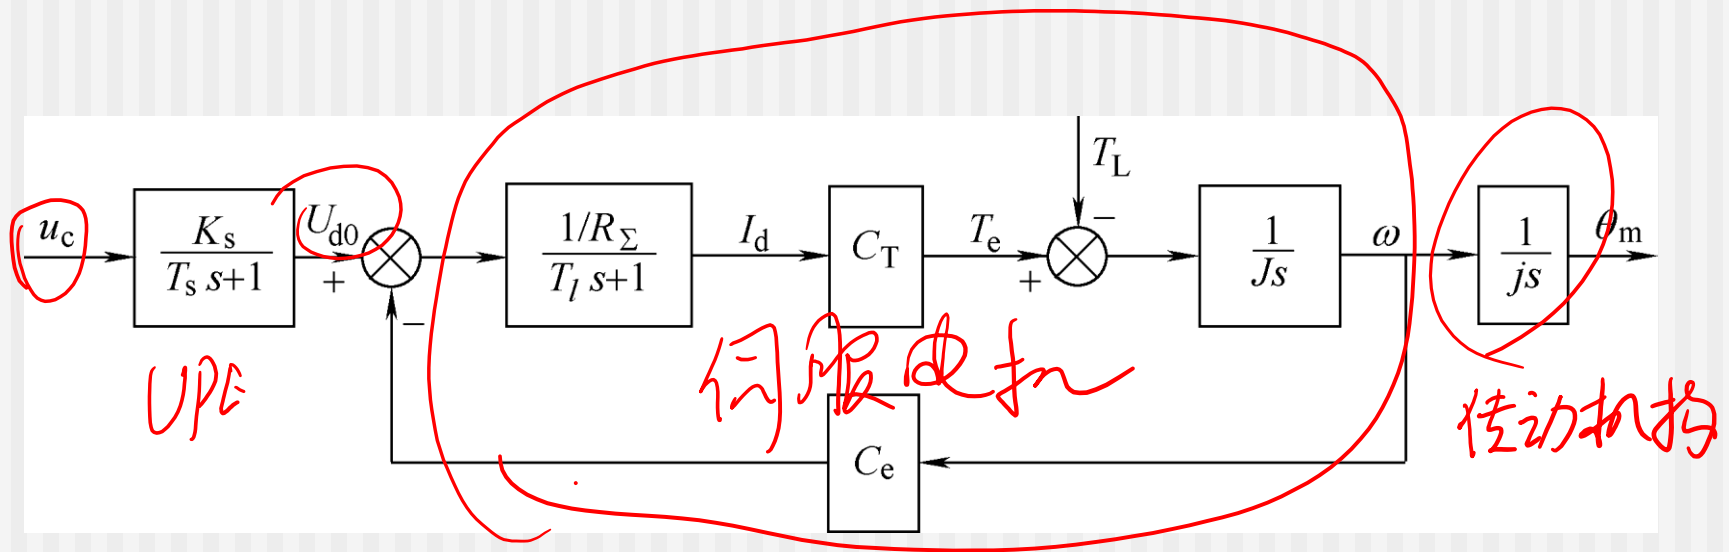 u_c
K_s / (T_s s+1)
U_d0
+
−
1/R_Σ / (T_l s+1)
I_d
C_T
T_e
+
T_L
−
1 / Js
ω
1 / js
θ_m
UPE
伺服电机
传动机构
C_e